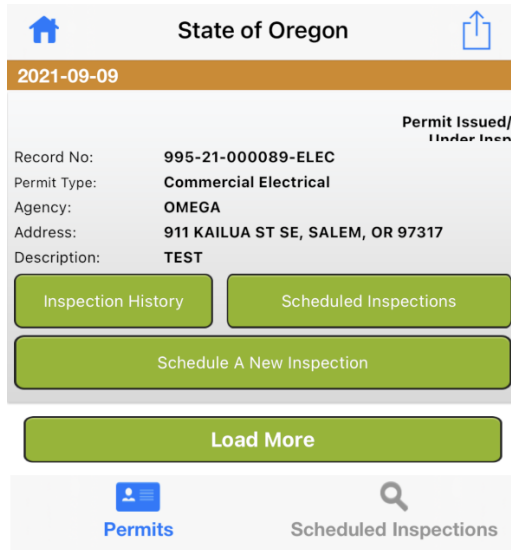 State of Oregon
2021-09-09
Permit Issued/
Under Insp
Record No: 995-21-000089-ELEC
Permit Type: Commercial Electrical
Agency: OMEGA
Address: 911 KAILUA ST SE, SALEM, OR 97317
Description: TEST
Inspection History Scheduled Inspections
Schedule A New Inspection
Load More
Permits Scheduled Inspections